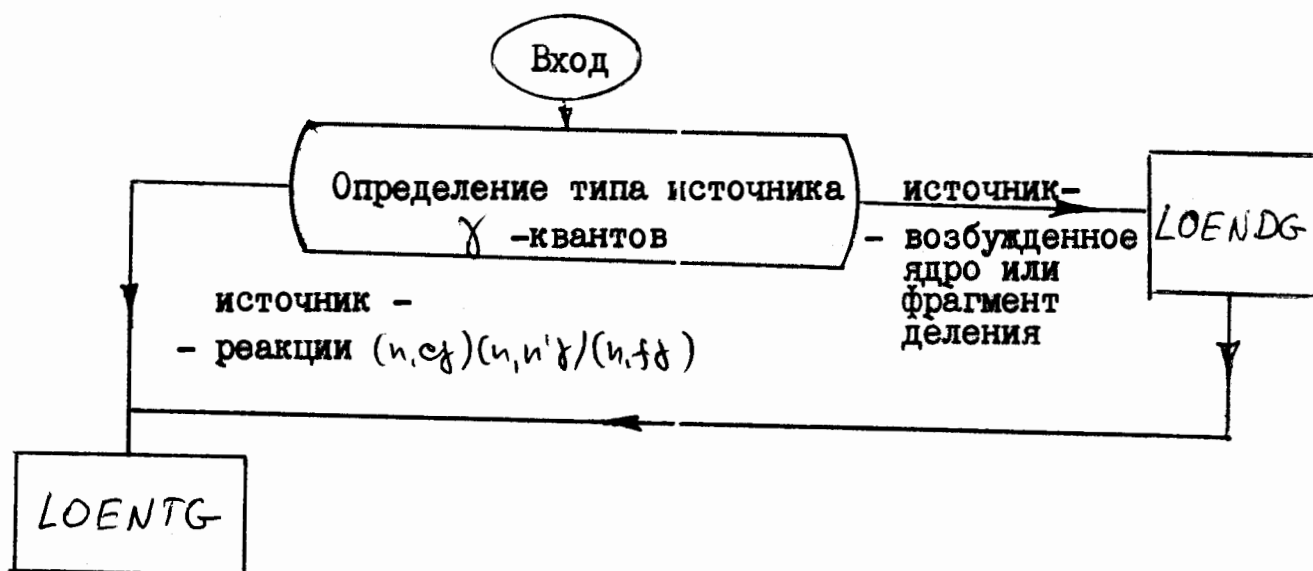 Вход
Определение типа источника
γ -квантов
источник-
- возбужденное
ядро или
фрагмент
деления
LOENDG
источник -
- реакции (n,cγ)(n,n'γ)(n,fγ)
LOENTG